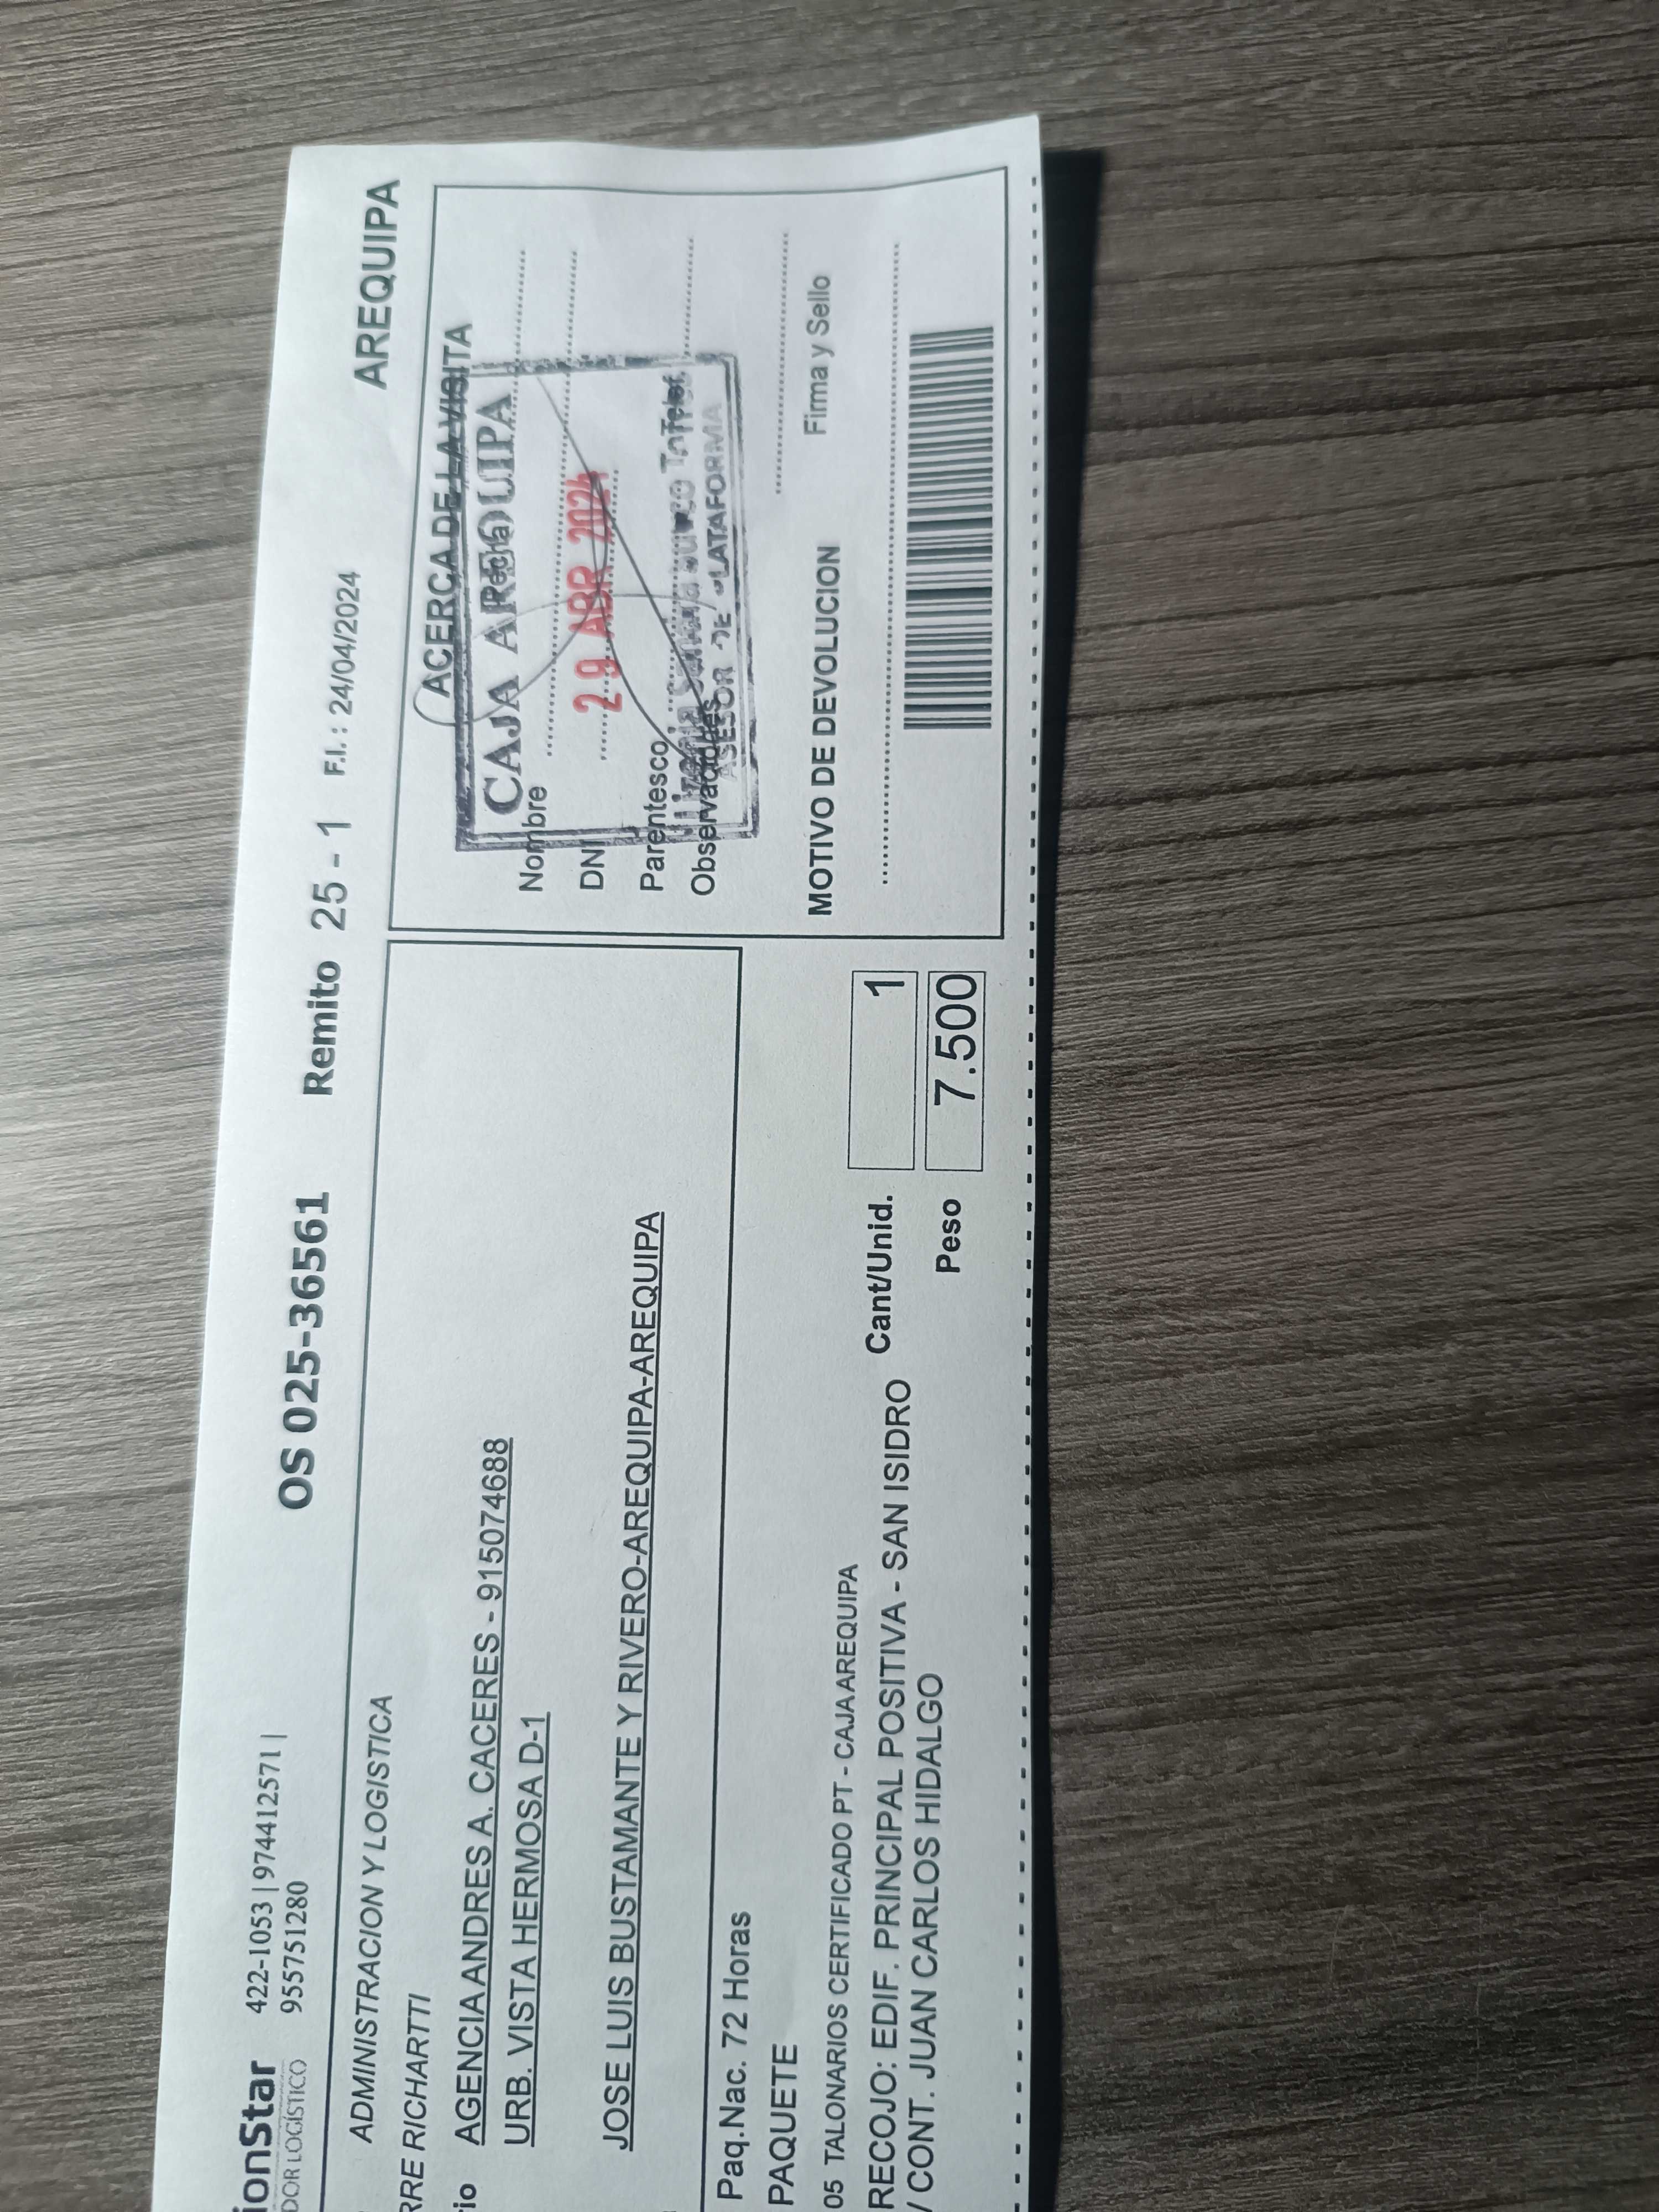 ionStar 422-1053 | 974412571 |
DOR LOGÍSTICO 955751280
OS 025-36561 Remito 25 - 1 F.I. : 24/04/2024 AREQUIPA
ADMINISTRACION Y LOGISTICA
RRE RICHARTTI
io AGENCIA ANDRES A. CACERES - 915074688
URB. VISTA HERMOSA D-1
JOSE LUIS BUSTAMANTE Y RIVERO-AREQUIPA-AREQUIPA
Paq.Nac. 72 Horas
PAQUETE
05 TALONARIOS CERTIFICADO PT - CAJA AREQUIPA
RECOJO: EDIF. PRINCIPAL POSITIVA - SAN ISIDRO
/ CONT. JUAN CARLOS HIDALGO
Cant/Unid. 1
Peso 7.500
ACERCA DE LA VISITA
CAJA AREQUIPA
Fecha
Nombre
29 ABR 2024
DNI
Parentesco
Telef.
Observaciones
ASESOR DE PLATAFORMA
Firma y Sello
MOTIVO DE DEVOLUCION